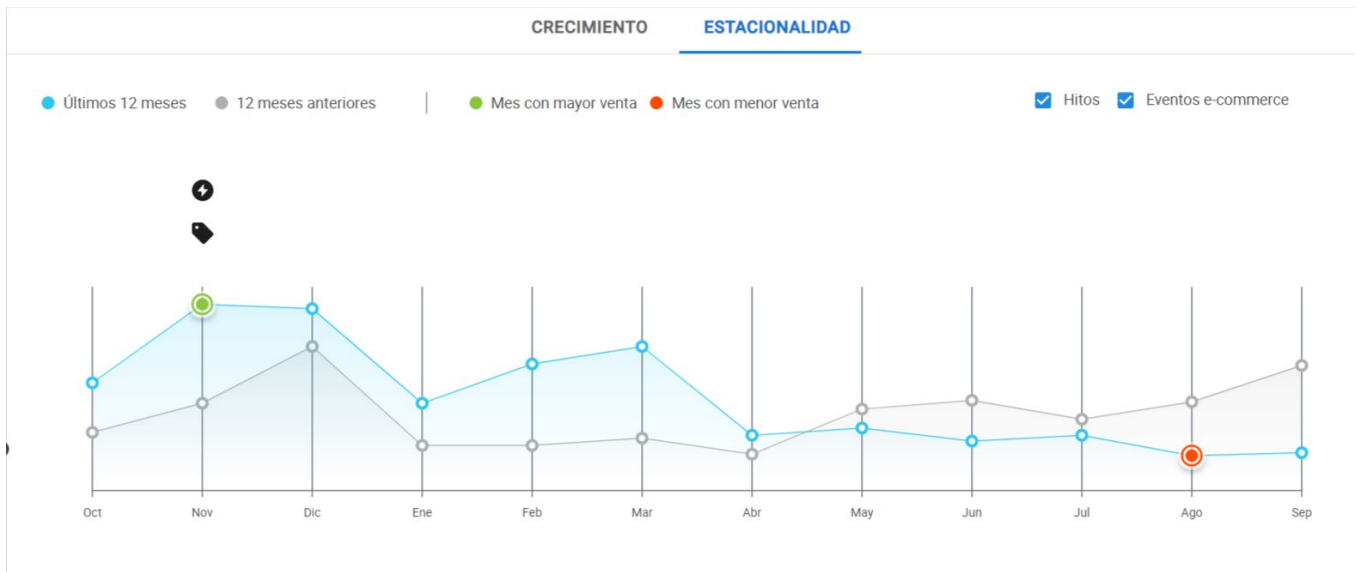 CRECIMIENTO ESTACIONALIDAD
Últimos 12 meses 12 meses anteriores Mes con mayor venta Mes con menor venta Hitos Eventos e-commerce
Oct Nov Dic Ene Feb Mar Abr May Jun Jul Ago Sep